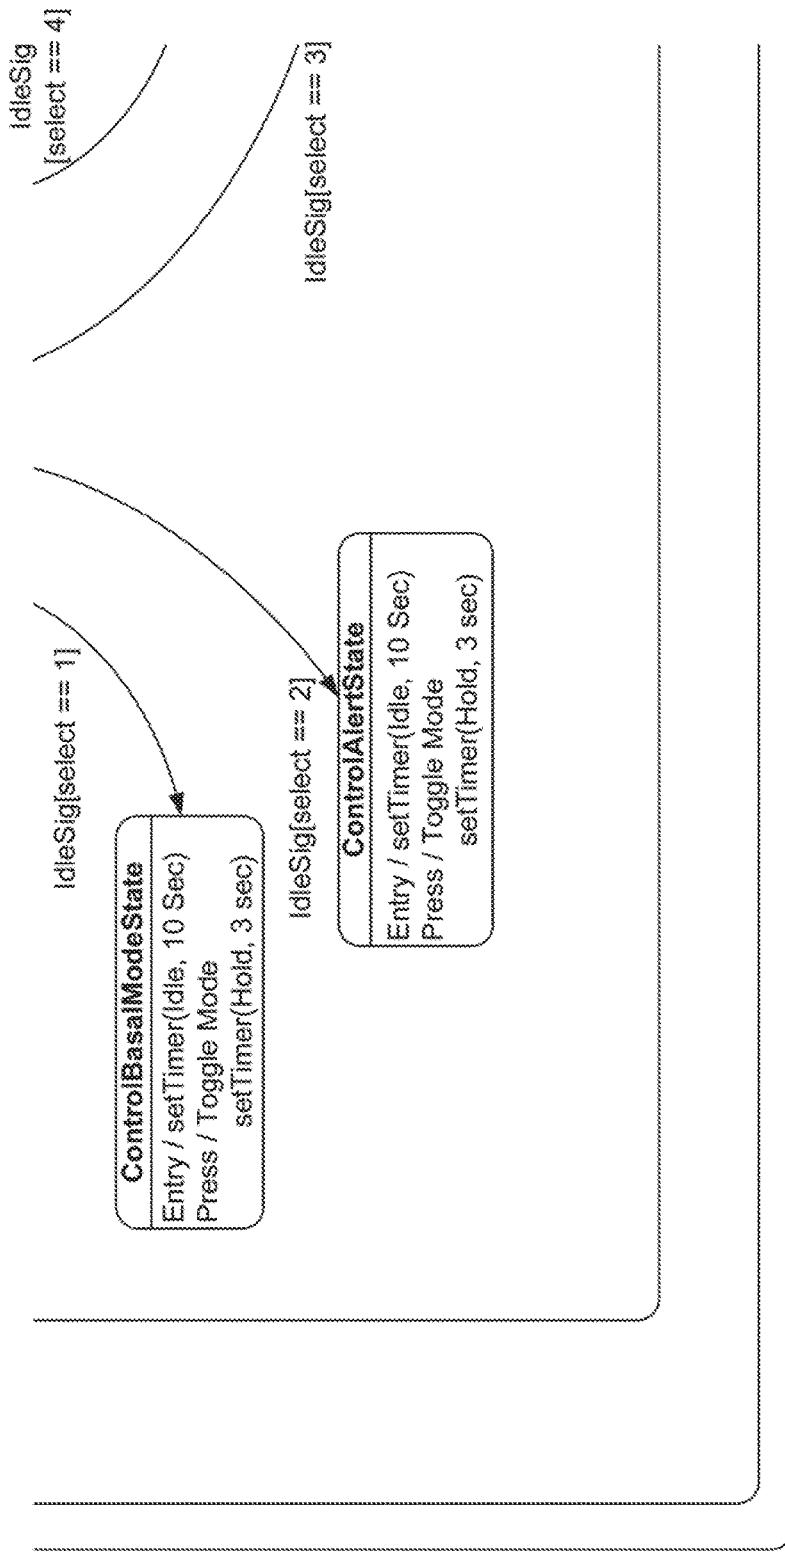 IdleSig
[select == 4]
IdleSig[select == 3]
IdleSig[select == 1]
ControlBasalModeState
Entry / setTimer(Idle, 10 Sec)
Press / Toggle Mode
setTimer(Hold, 3 sec)
IdleSig[select == 2]
ControlAlertState
Entry / setTimer(Idle, 10 Sec)
Press / Toggle Mode
setTimer(Hold, 3 sec)